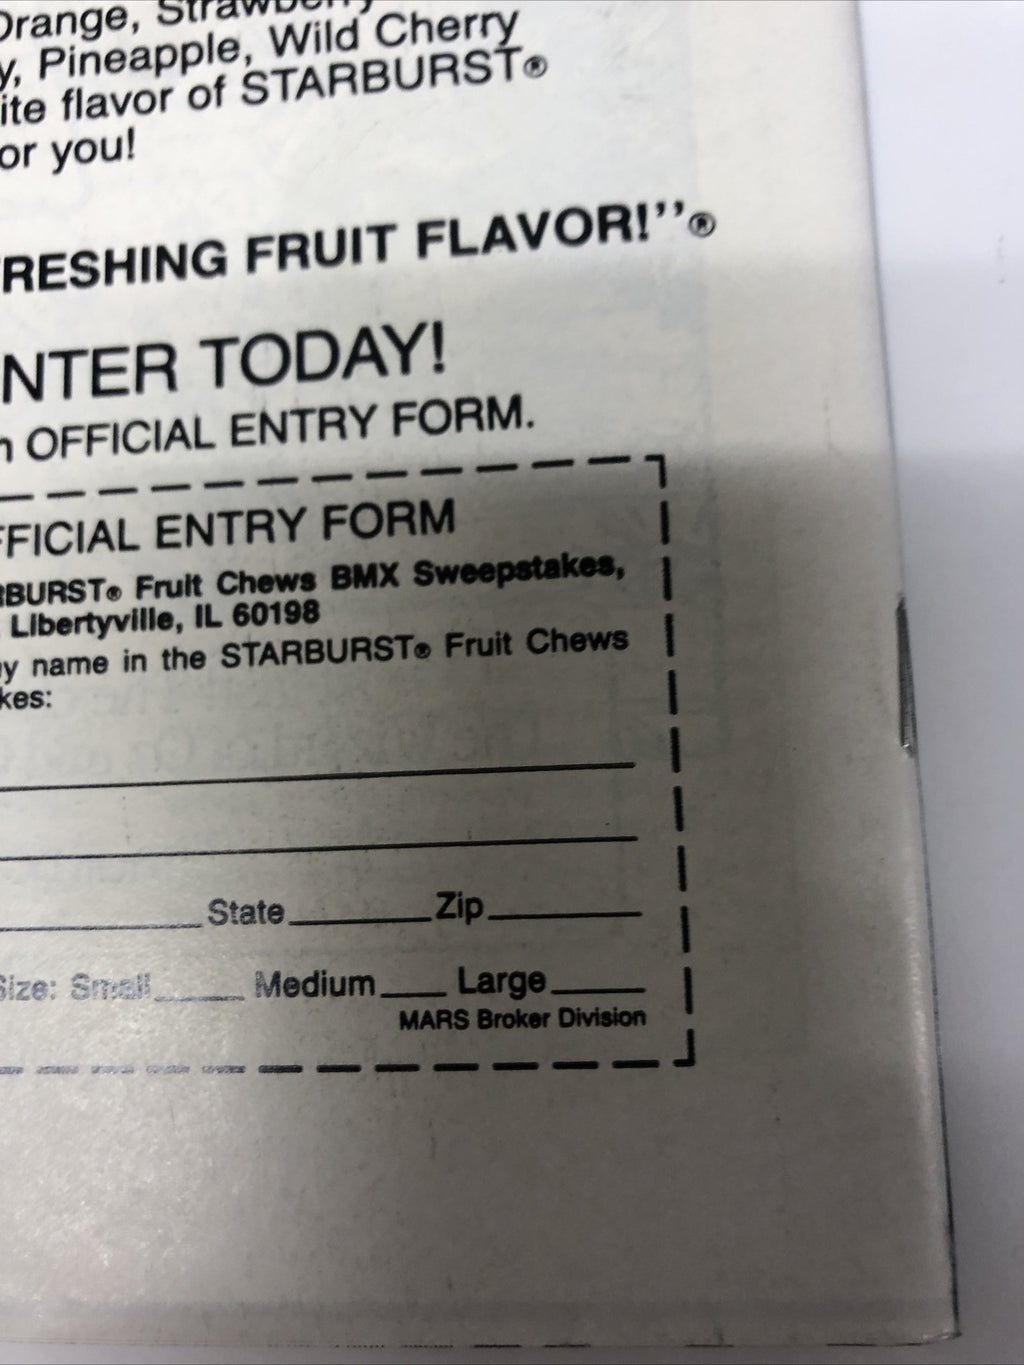 Orange, Strawberry
y, Pineapple, Wild Cherry
ite flavor of STARBURST®
or you!
RESHING FRUIT FLAVOR!’’®
NTER TODAY!
n OFFICIAL ENTRY FORM.
FFICIAL ENTRY FORM
RBURST® Fruit Chews BMX Sweepstakes,
Libertyville, IL 60198
y name in the STARBURST® Fruit Chews
kes:
State Zip
Size: Small Medium Large
MARS Broker Division